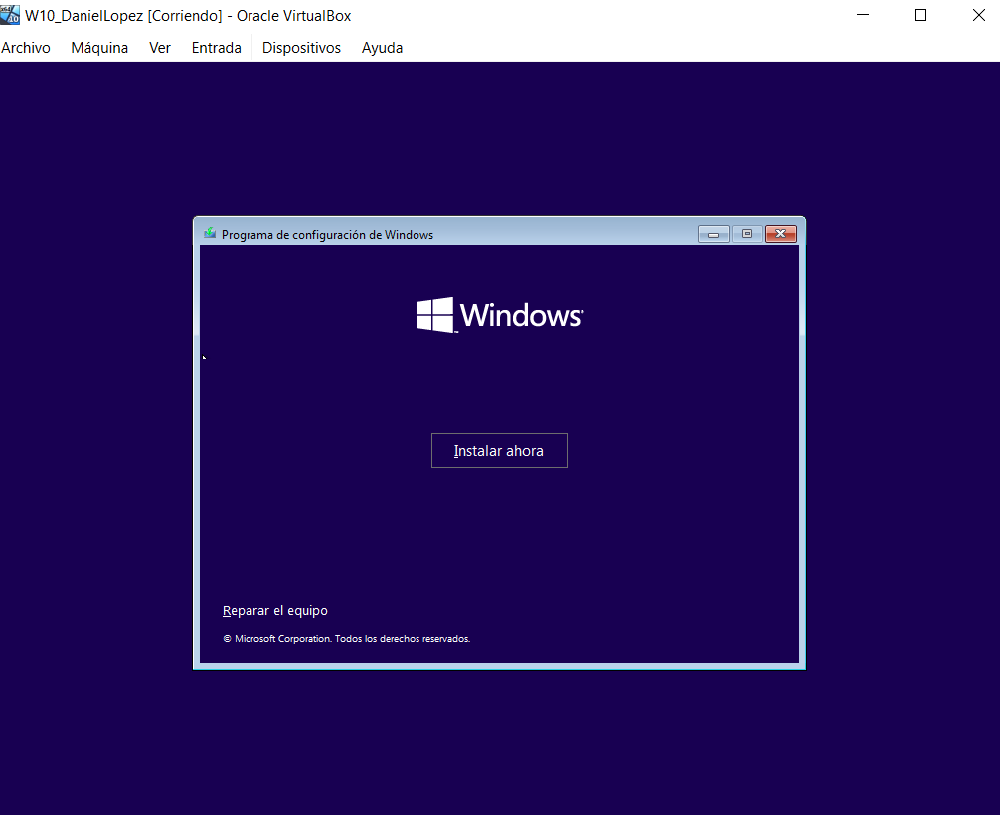 W10_DanielLopez [Corriendo] - Oracle VirtualBox
Archivo Máquina Ver Entrada Dispositivos Ayuda
Programa de configuración de Windows
Windows
Instalar ahora
Reparar el equipo
© Microsoft Corporation. Todos los derechos reservados.